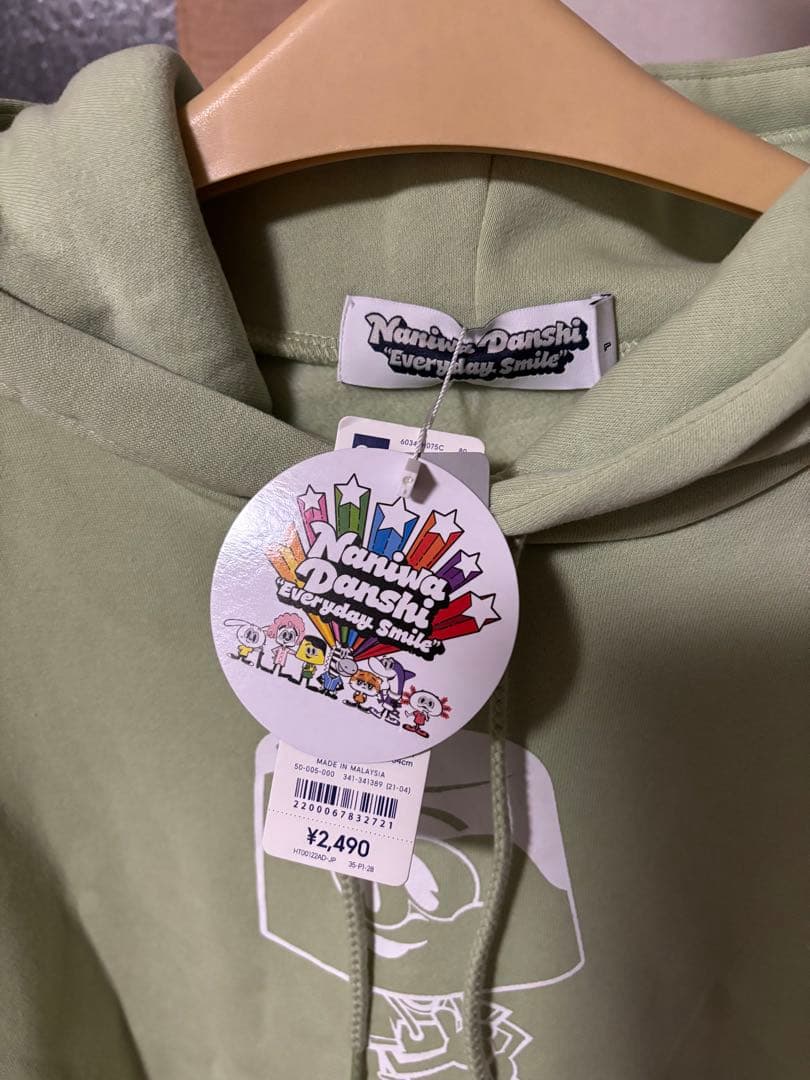 Naniwa Danshi
"Everyday Smile"
Naniwa
Danshi
"Everyday Smile"
MADE IN MALAYSIA
50-005-000 341-341389 (21-04)
2200067832721
¥2,490
HT00122AD-JP 35-P1-28